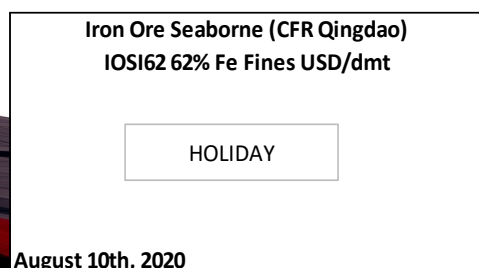 Iron Ore Seaborne (CFR Qingdao)
IOSI62 62% Fe Fines USD/dmt
HOLIDAY
August 10th, 2020